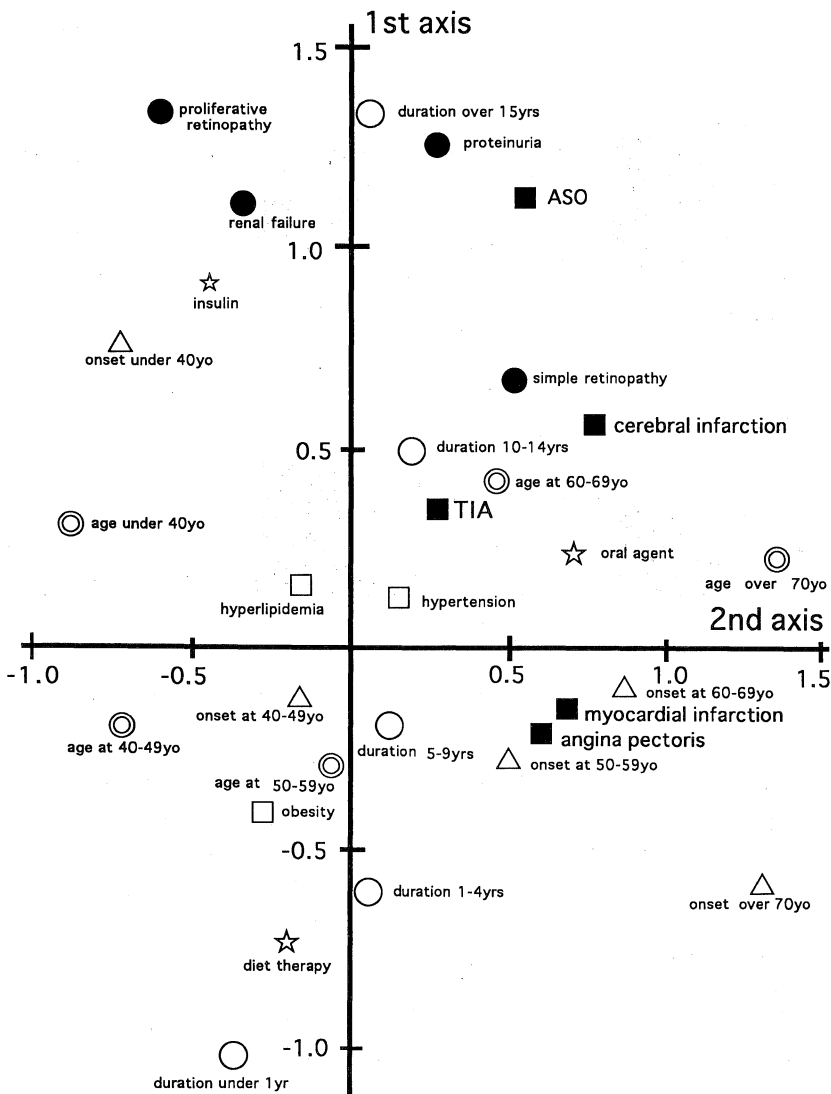 1st axis
1.5
proliferative
retinopathy
duration over 15yrs
proteinuria
ASO
renal failure
1.0
insulin
onset under 40yo
simple retinopathy
cerebral infarction
duration 10-14yrs
0.5
age at 60-69yo
TIA
age under 40yo
oral agent
age over 70yo
hyperlipidemia
hypertension
2nd axis
-1.0
-0.5
0.5
1.0
1.5
onset at 60-69yo
onset at 40-49yo
myocardial infarction
angina pectoris
age at 40-49yo
duration 5-9yrs
onset at 50-59yo
age at 50-59yo
obesity
-0.5
duration 1-4yrs
onset over 70yo
diet therapy
-1.0
duration under 1yr